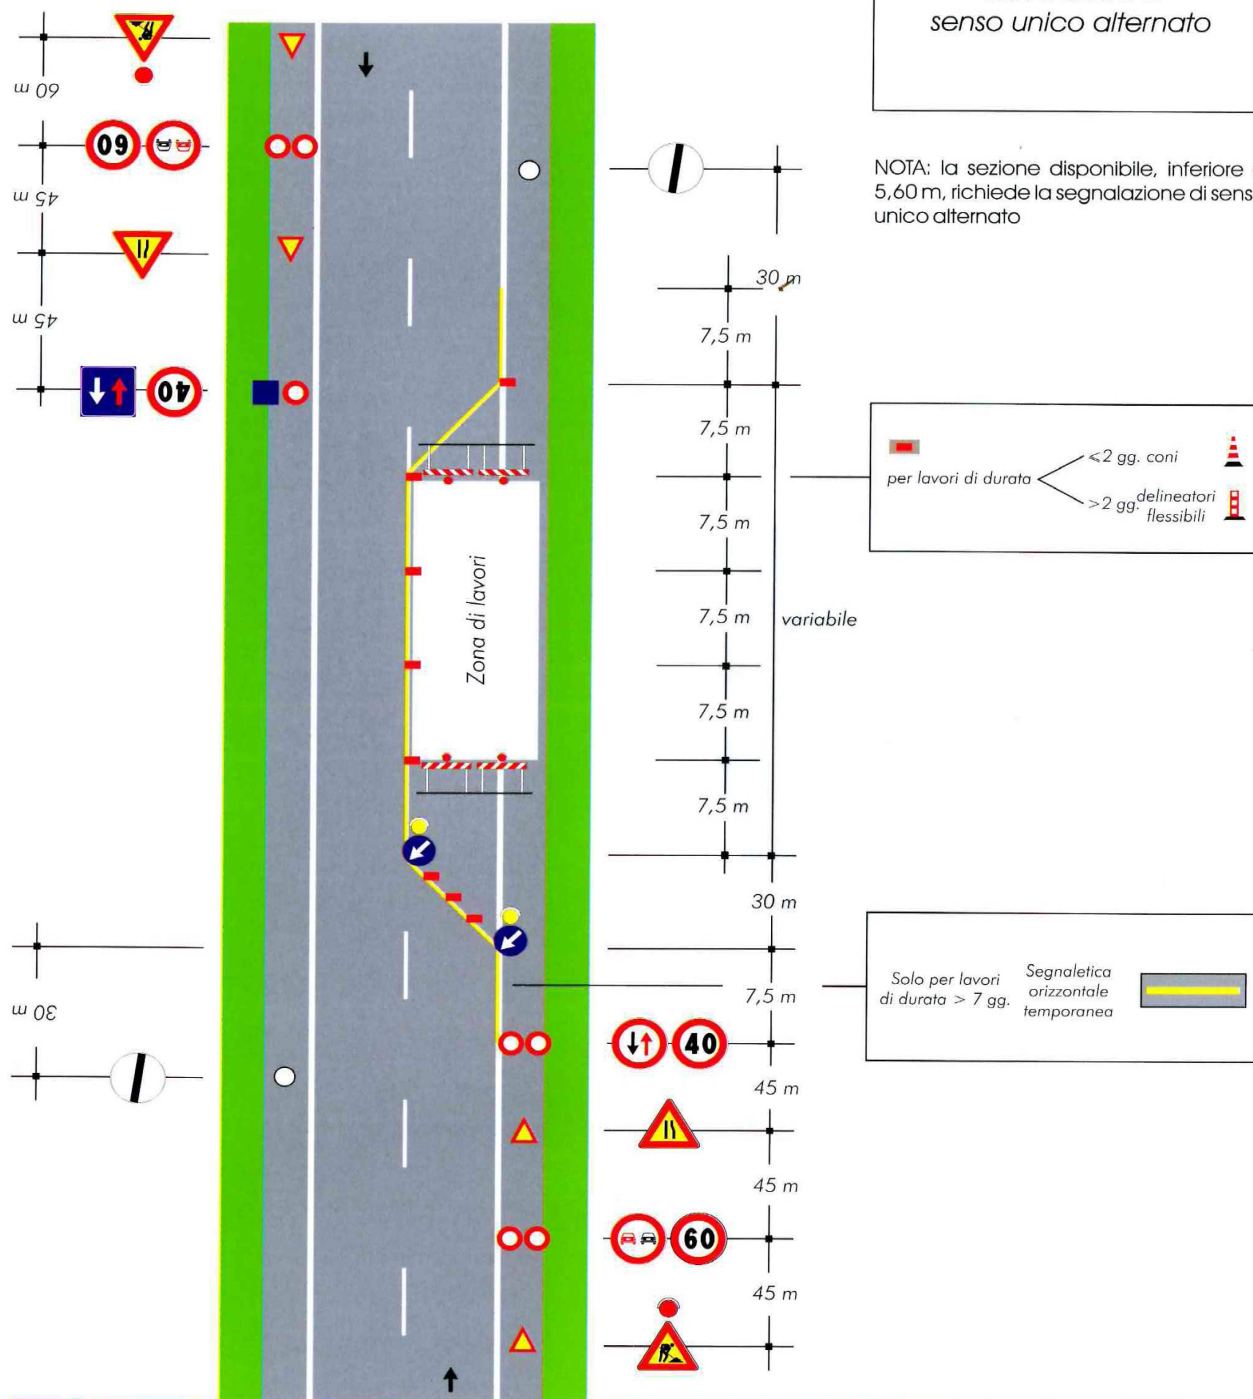 senso unico alternato
NOTA: la sezione disponibile, inferiore
5,60 m, richiede la segnalazione di sens
unico alternato
60 m
60
45 m
45 m
40
30 m
7,5 m
7,5 m
7,5 m
7,5 m
7,5 m
7,5 m
variabile
per lavori di durata
≤2 gg. coni
>2 gg. delineatori
flessibili
Zona di lavori
30 m
7,5 m
Solo per lavori
di durata > 7 gg.
Segnaletica
orizzontale
temporanea
30 m
40
45 m
45 m
60
45 m